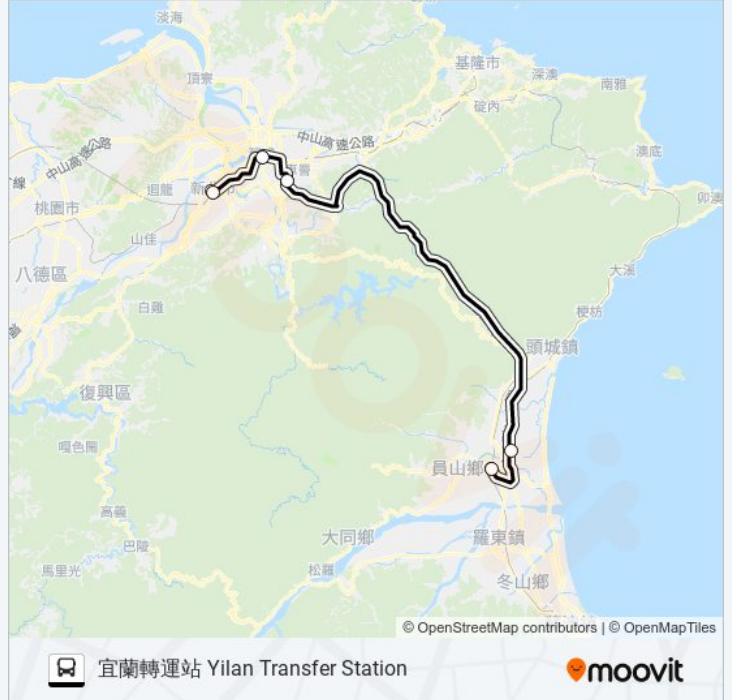 淡海
頂寮
基隆市
深澳
南雅
碇內
中山高速公路
中山高速公路
澳底
迴龍
卯澳
桃園市
山佳
八德區
大溪
白雞
梗枋
頭城鎮
復興區
嘎色鬧
員山鄉
高義
大同鄉
羅東鎮
巴陵
松羅
馬里光
冬山鄉
© OpenStreetMap contributors | © OpenMapTiles
宜蘭轉運站 Yilan Transfer Station
moovit